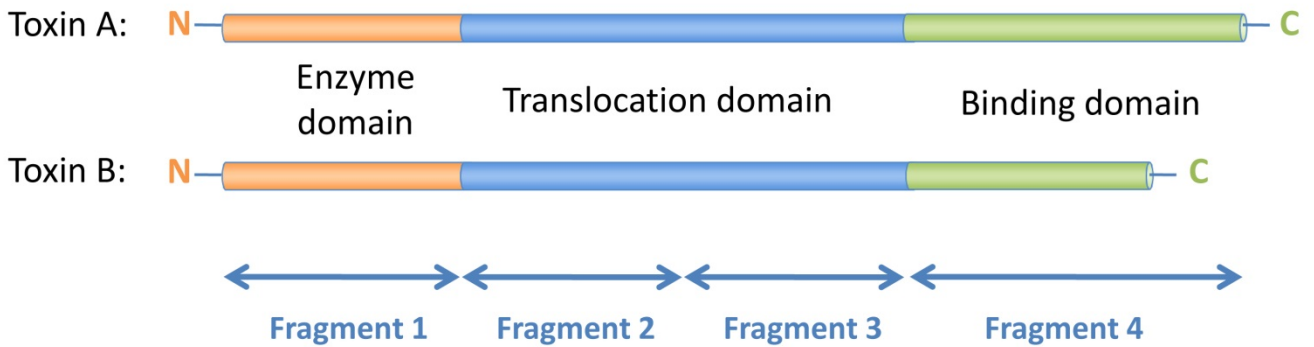 Toxin A: N C
Enzyme
domain
Translocation domain
Binding domain
Toxin B: N C
Fragment 1 Fragment 2 Fragment 3 Fragment 4